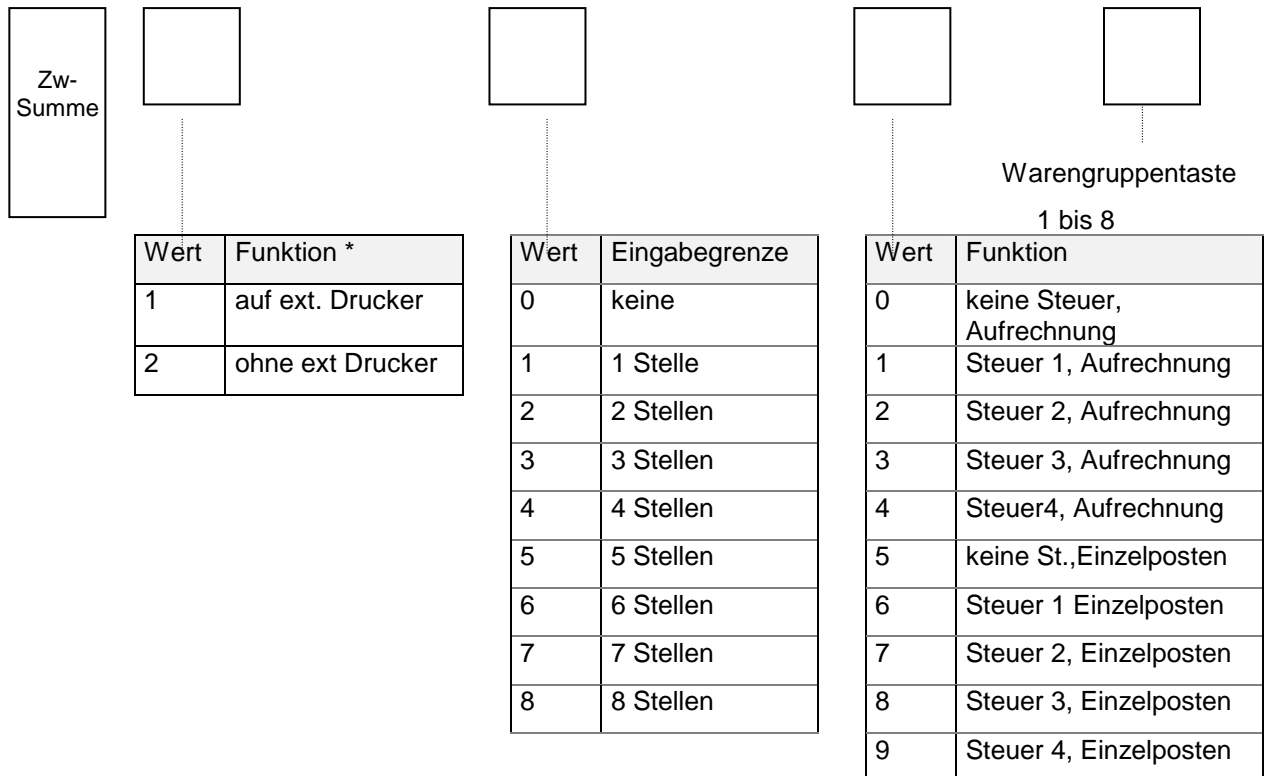 Zw-
Summe
Warengruppentaste
1 bis 8
Wert Funktion *
1 auf ext. Drucker
2 ohne ext Drucker
Wert Eingabegrenze
0 keine
1 1 Stelle
2 2 Stellen
3 3 Stellen
4 4 Stellen
5 5 Stellen
6 6 Stellen
7 7 Stellen
8 8 Stellen
Wert Funktion
0 keine Steuer,
Aufrechnung
1 Steuer 1, Aufrechnung
2 Steuer 2, Aufrechnung
3 Steuer 3, Aufrechnung
4 Steuer4, Aufrechnung
5 keine St.,Einzelposten
6 Steuer 1 Einzelposten
7 Steuer 2, Einzelposten
8 Steuer 3, Einzelposten
9 Steuer 4, Einzelposten